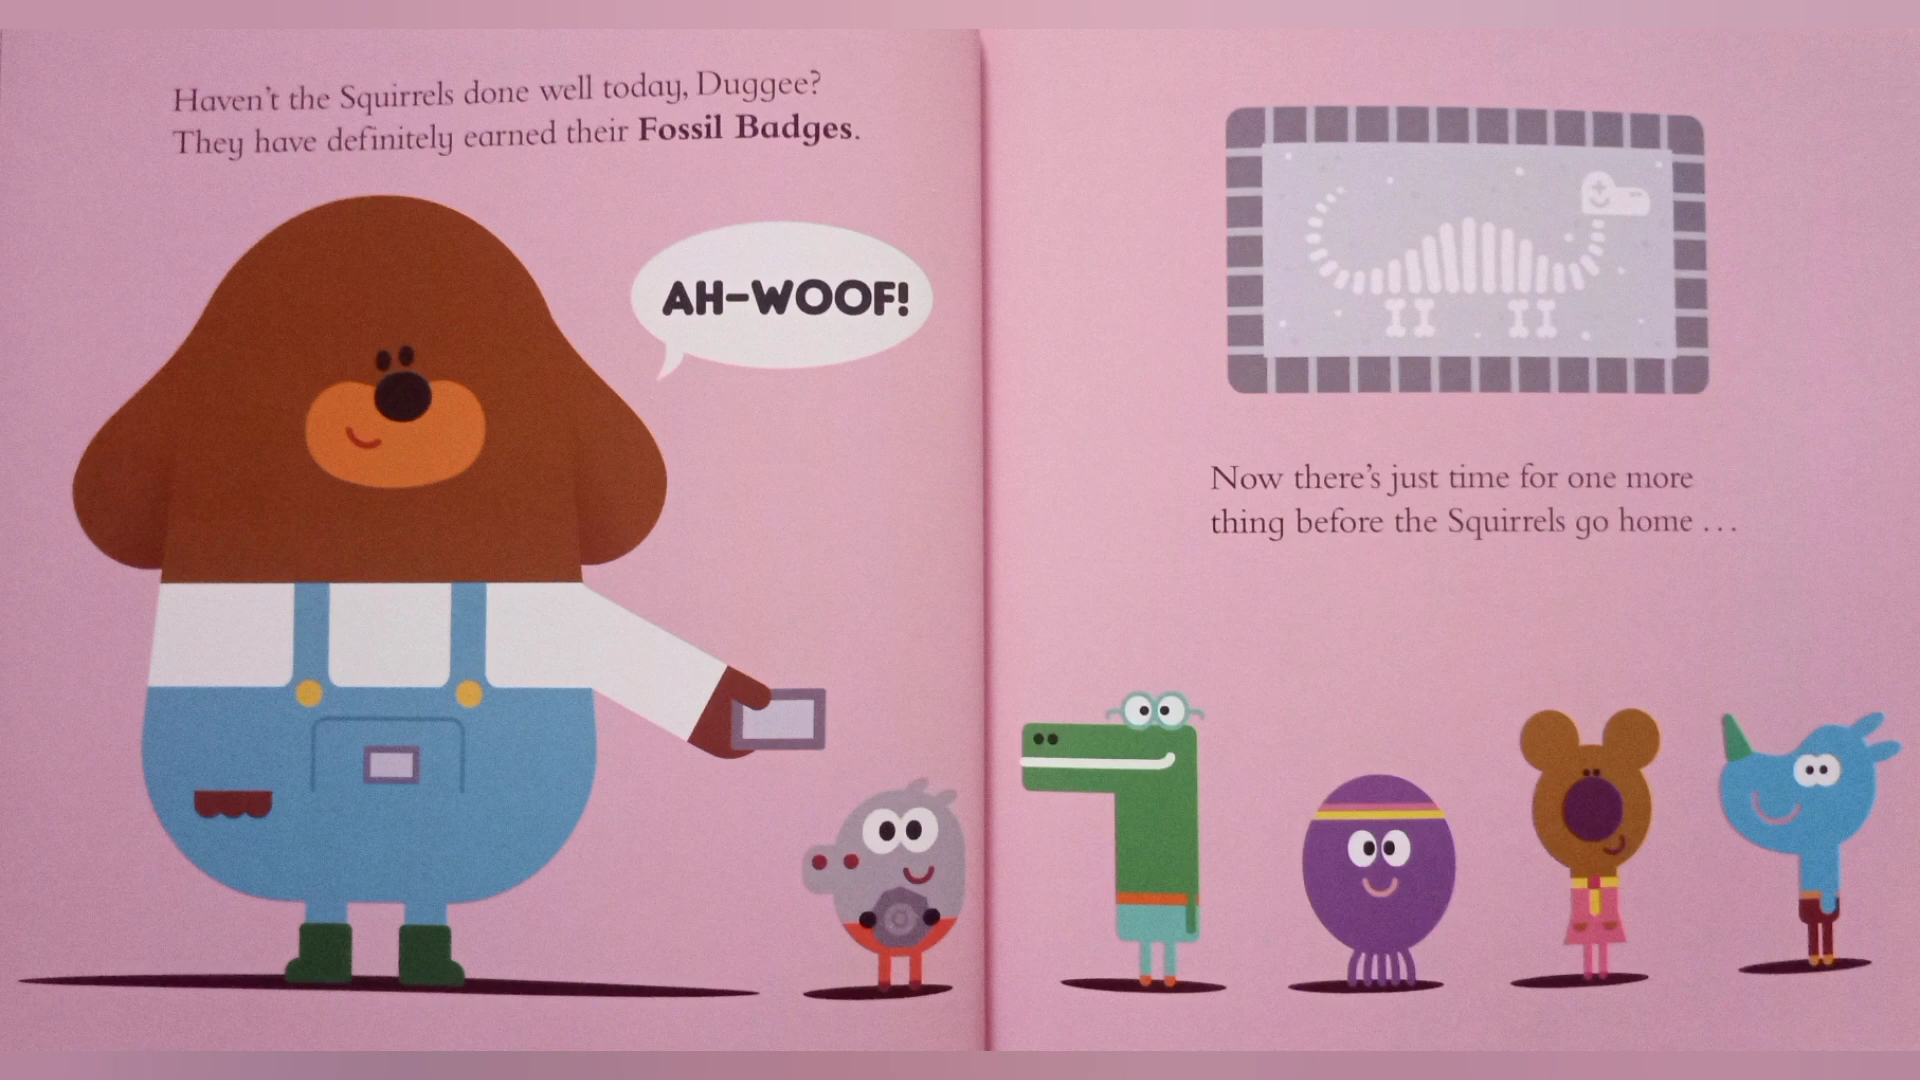 Haven't the Squirrels done well today, Duggee?
They have definitely earned their Fossil Badges.
AH-WOOF!
Now there's just time for one more
thing before the Squirrels go home ...